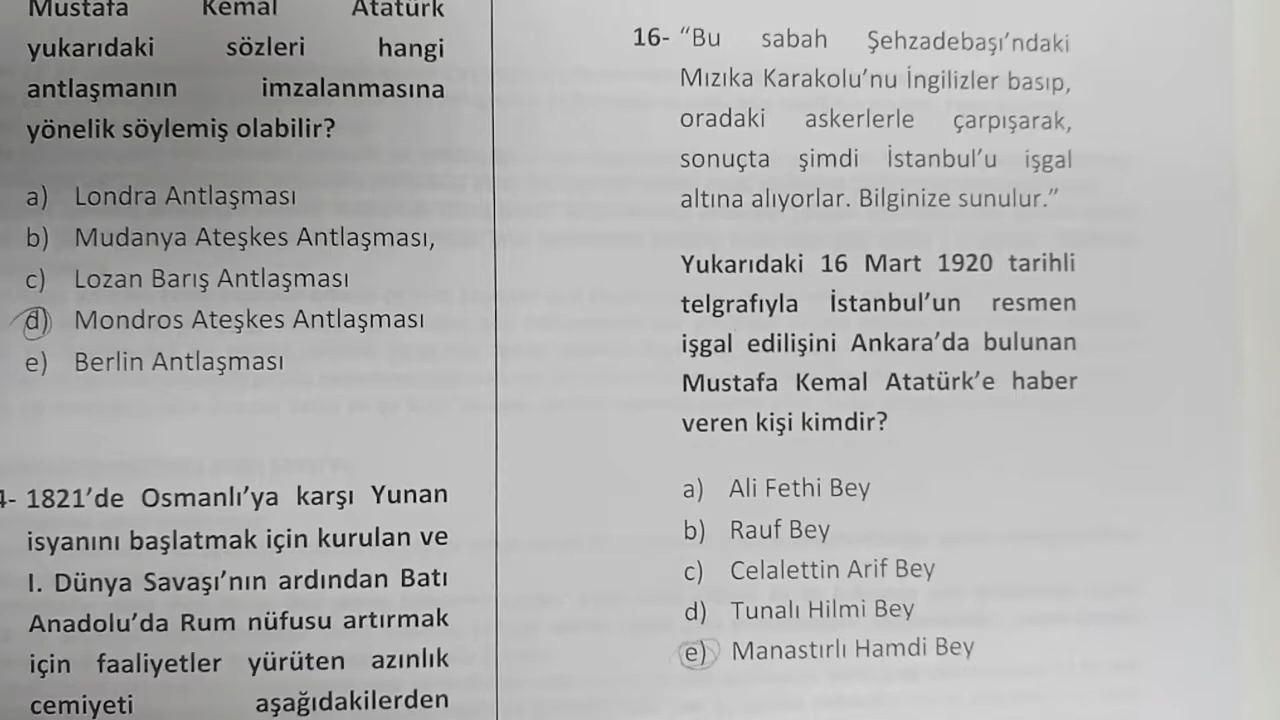 Mustafa Kemal Atatürk
yukarıdaki sözleri hangi
antlaşmanın imzalanmasına
yönelik söylemiş olabilir?
a) Londra Antlaşması
b) Mudanya Ateşkes Antlaşması,
c) Lozan Barış Antlaşması
d) Mondros Ateşkes Antlaşması
e) Berlin Antlaşması
4- 1821’de Osmanlı’ya karşı Yunan
isyanını başlatmak için kurulan ve
I. Dünya Savaşı’nın ardından Batı
Anadolu’da Rum nüfusu artırmak
için faaliyetler yürüten azınlık
cemiyeti aşağıdakilerden
16- “Bu sabah Şehzadebaşı’ndaki
Mızıka Karakolu’nu İngilizler basıp,
oradaki askerlerle çarpışarak,
sonuçta şimdi İstanbul’u işgal
altına alıyorlar. Bilginize sunulur.”
Yukarıdaki 16 Mart 1920 tarihli
telgrafıyla İstanbul’un resmen
işgal edilişini Ankara’da bulunan
Mustafa Kemal Atatürk’e haber
veren kişi kimdir?
a) Ali Fethi Bey
b) Rauf Bey
c) Celalettin Arif Bey
d) Tunalı Hilmi Bey
e) Manastırlı Hamdi Bey